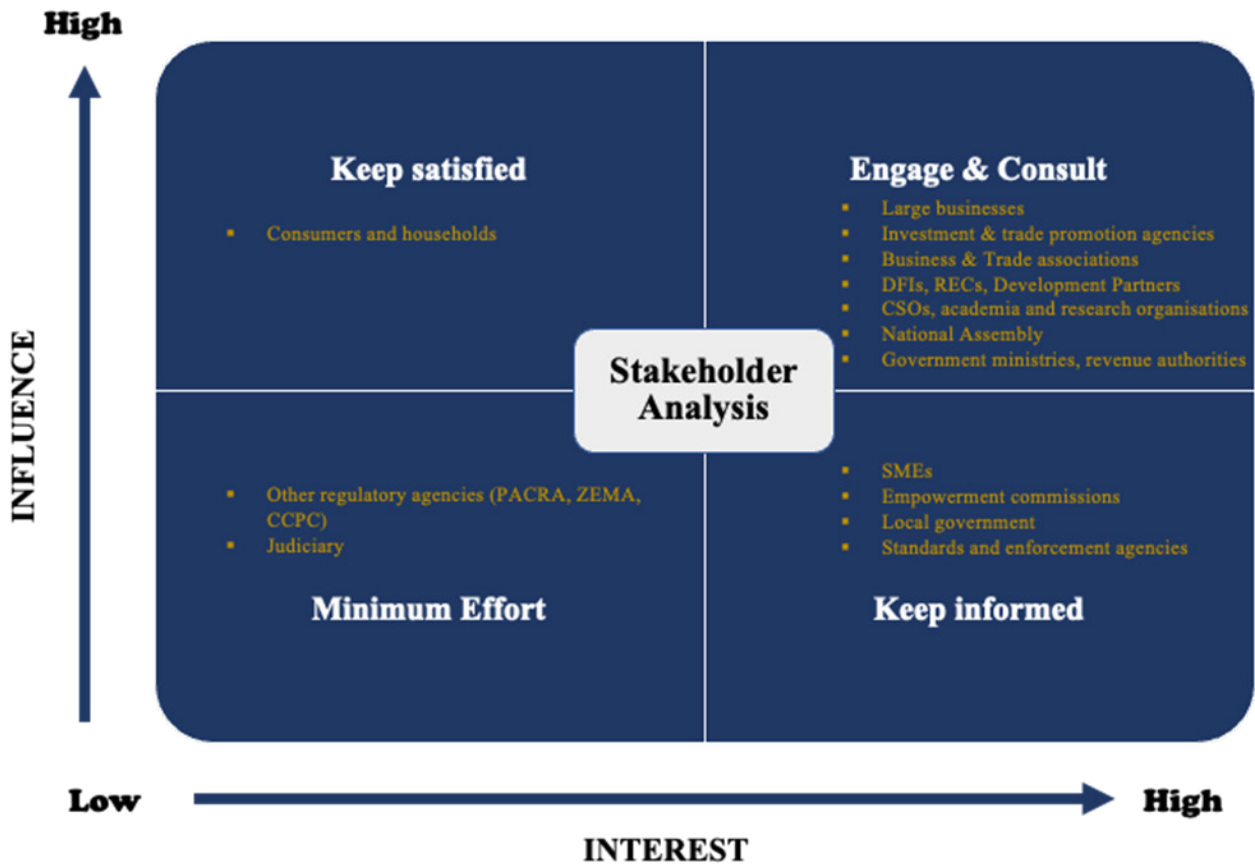 High
Keep satisfied
▪ Consumers and households
Engage & Consult
▪ Large businesses
▪ Investment & trade promotion agencies
▪ Business & Trade associations
▪ DFIs, RECs, Development Partners
▪ CSOs, academia and research organisations
▪ National Assembly
▪ Government ministries, revenue authorities
INFLUENCE
Stakeholder
Analysis
▪ Other regulatory agencies (PACRA, ZEMA,
CCPC)
▪ Judiciary
Minimum Effort
▪ SMEs
▪ Empowerment commissions
▪ Local government
▪ Standards and enforcement agencies
Keep informed
Low
High
INTEREST